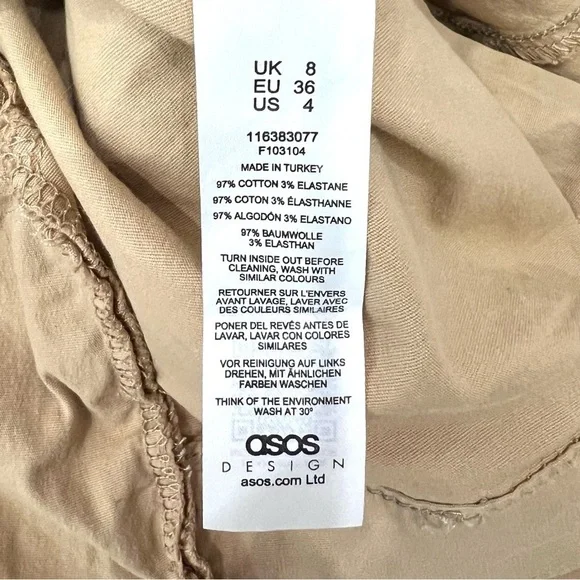 UK 8
EU 36
US 4
116383077
F103104
MADE IN TURKEY
97% COTTON 3% ELASTANE
97% COTON 3% ÉLASTHANNE
97% ALGODÓN 3% ELASTANO
97% BAUMWOLLE
3% ELASTHAN
TURN INSIDE OUT BEFORE
CLEANING, WASH WITH
SIMILAR COLOURS
RETOURNER SUR L'ENVERS
AVANT LAVAGE, LAVER AVEC
DES COULEURS SIMILAIRES
PONER DEL REVÉS ANTES DE
LAVAR, LAVAR CON COLORES
SIMILARES
VOR REINIGUNG AUF LINKS
DREHEN, MIT ÄHNLICHEN
FARBEN WASCHEN
THINK OF THE ENVIRONMENT
WASH AT 30°
asos
DESIGN
asos.com Ltd